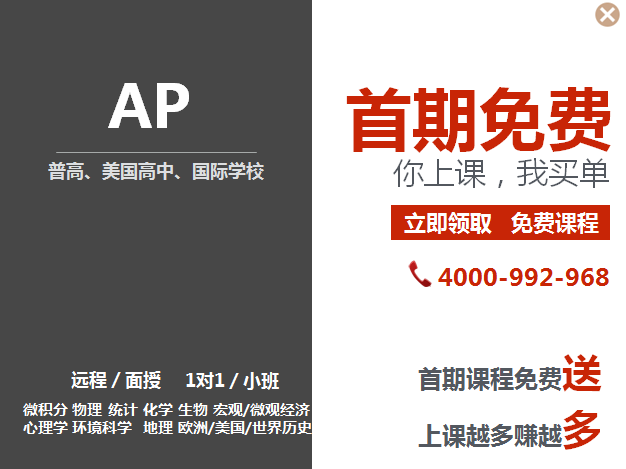 AP
普高、美国高中、国际学校
远程 / 面授 1对1 / 小班
微积分 物理 统计 化学 生物 宏观/微观经济
心理学 环境科学 地理 欧洲/美国/世界历史
首期免费
你上课，我买单
立即领取 免费课程
4000-992-968
首期课程免费送
上课越多赚越多